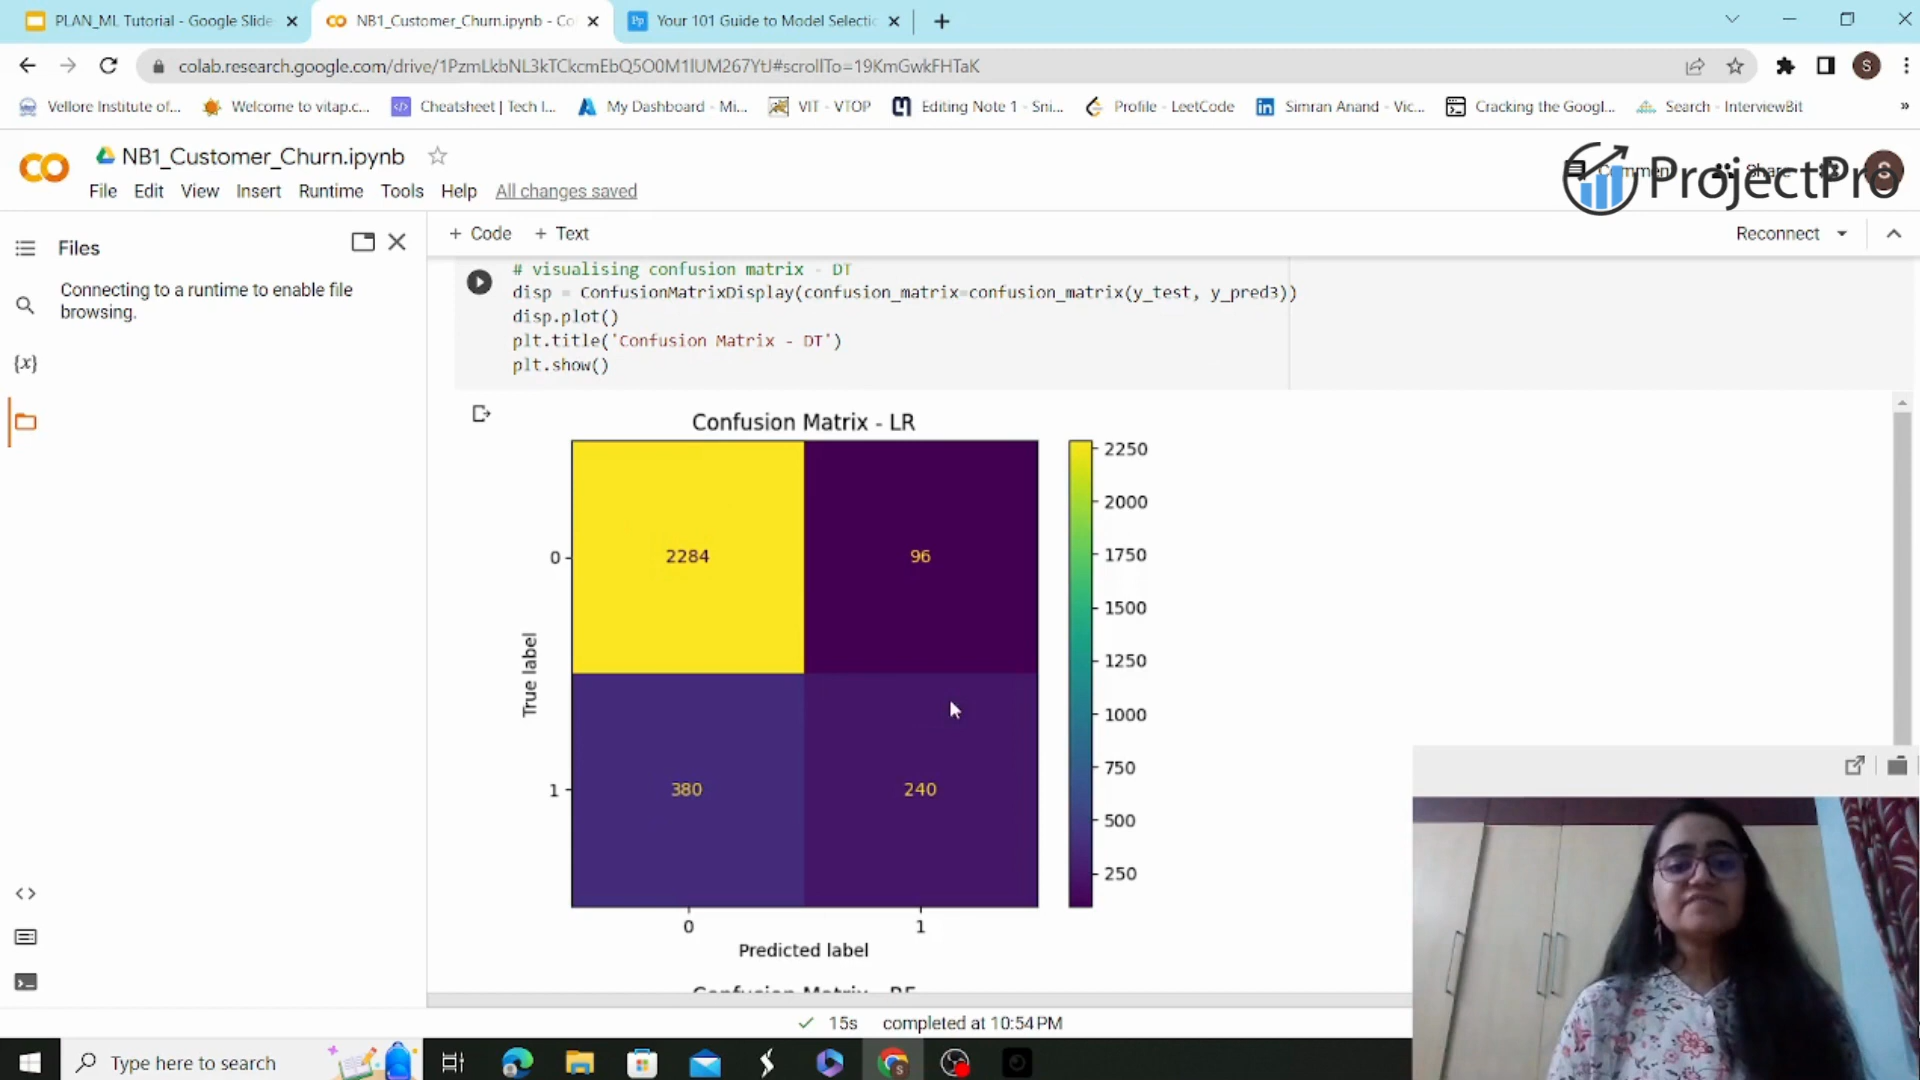 PLAN_ML Tutorial - Google Slide
NB1_Customer_Churn.ipynb - Co
Pp
Your 101 Guide to Model Selectic
colab.research.google.com/drive/1PzmLkbNL3kTCkcmEbQ5O0M1lUM267YtJ#scrollTo=19KmGwkFHTaK
S
Vellore Institute of...
Welcome to vitap.c...
Cheatsheet | Tech I...
My Dashboard - Mi...
VIT - VTOP
Editing Note 1 - Sni...
Profile - LeetCode
Simran Anand - Vic...
Cracking the Googl...
Search - InterviewBit
»
NB1_Customer_Churn.ipynb
ProjectPro
File Edit View Insert Runtime Tools Help All changes saved
Files
+ Code + Text
Reconnect
Connecting to a runtime to enable file
browsing.
{x}
# visualising confusion matrix - DT
disp = ConfusionMatrixDisplay(confusion_matrix=confusion_matrix(y_test, y_pred3))
disp.plot()
plt.title('Confusion Matrix - DT')
plt.show()
Confusion Matrix - LR
2284
96
380
240
0
1
True label
0
1
Predicted label
2250
2000
1750
1500
1250
1000
750
500
250
15s completed at 10:54 PM
Type here to search